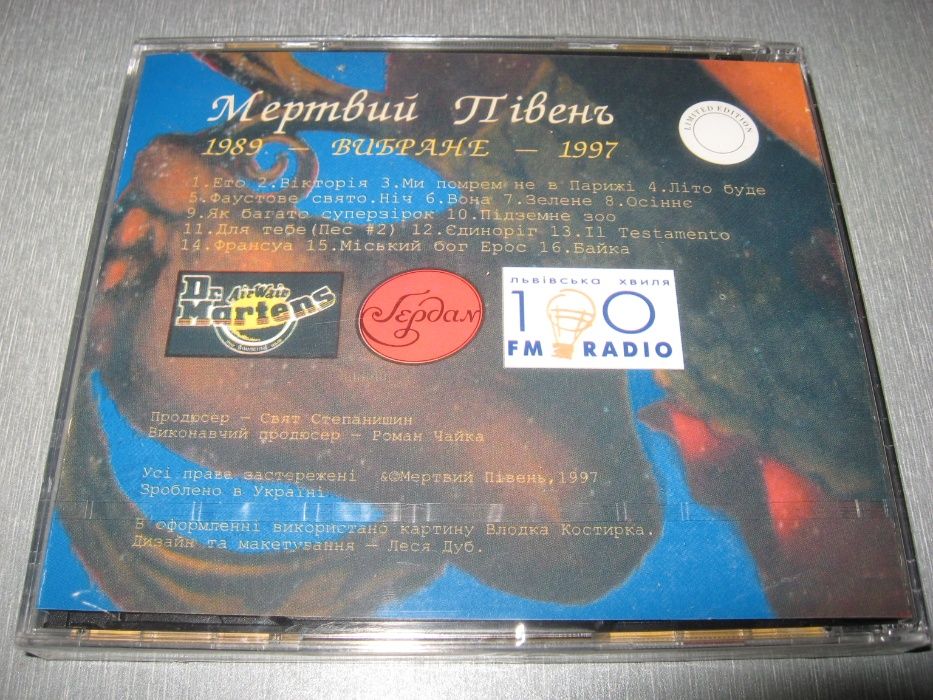 Мертвий Півень
1989 — ВИБРАНЕ — 1997
LIMITED EDITION
1.Ето 2.Вікторія 3.Ми помрем не в Парижі 4.Літо буде
5.Фаустове свято.Ніч 6.Вона 7.Зелене 8.Осіннє
9.Як багато суперзірок 10.Підземне зоо
11.Для тебе(Пес #2) 12.Єдиноріг 13.Il Testamento
14.Франсуа 15.Міський бог Ерос 16.Байка
Dr. Martens
AirWair
Гердан
ЛЬВІВСЬКА ХВИЛЯ
100
FM RADIO
Продюсер — Свят Степанишин
Виконавчий продюсер — Роман Чайка
Усі права застережені &©Мертвий Півень,1997
Зроблено в Україні
В оформленні використано картину Влодка Костирка.
Дизайн та макетування — Леся Дуб.